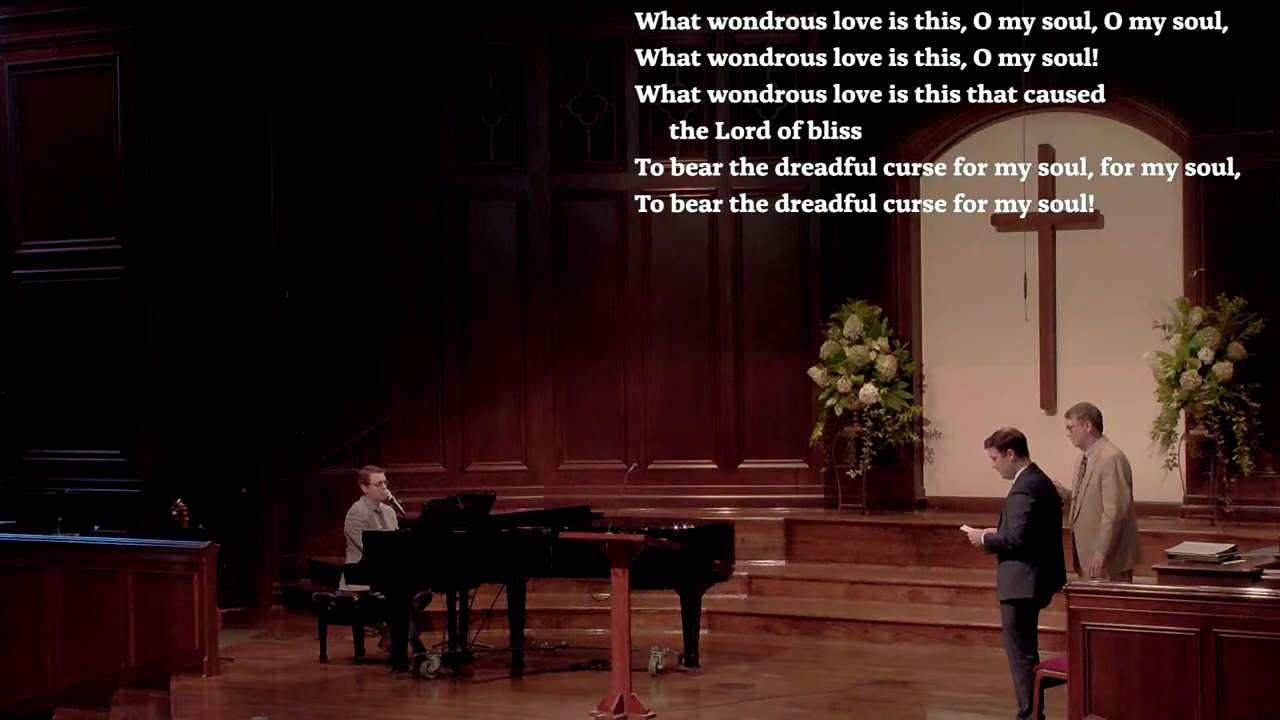 What wondrous love is this, O my soul, O my soul,
What wondrous love is this, O my soul!
What wondrous love is this that caused
the Lord of bliss
To bear the dreadful curse for my soul, for my soul,
To bear the dreadful curse for my soul!